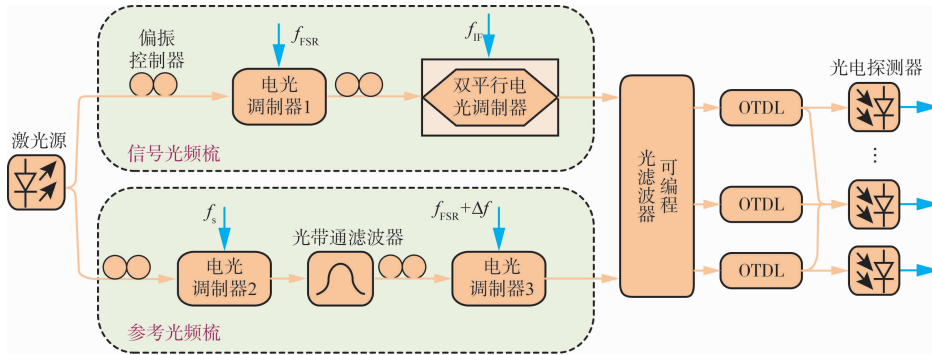 偏振
控制器
f_FSR
f_IF
电光
调制器1
双平行电
光调制器
信号光频梳
激光源
f_s
光带通滤波器
f_FSR+Δf
电光
调制器2
电光
调制器3
参考光频梳
可编程
光滤波器
OTDL
OTDL
OTDL
光电探测器
…